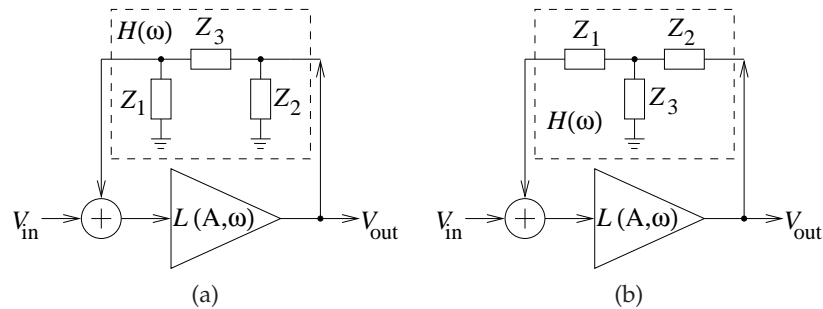 H(ω)
Z3
Z1
Z2
Vin
L(A,ω)
Vout
(a)
Z1
Z2
Z3
H(ω)
Vin
L(A,ω)
Vout
(b)